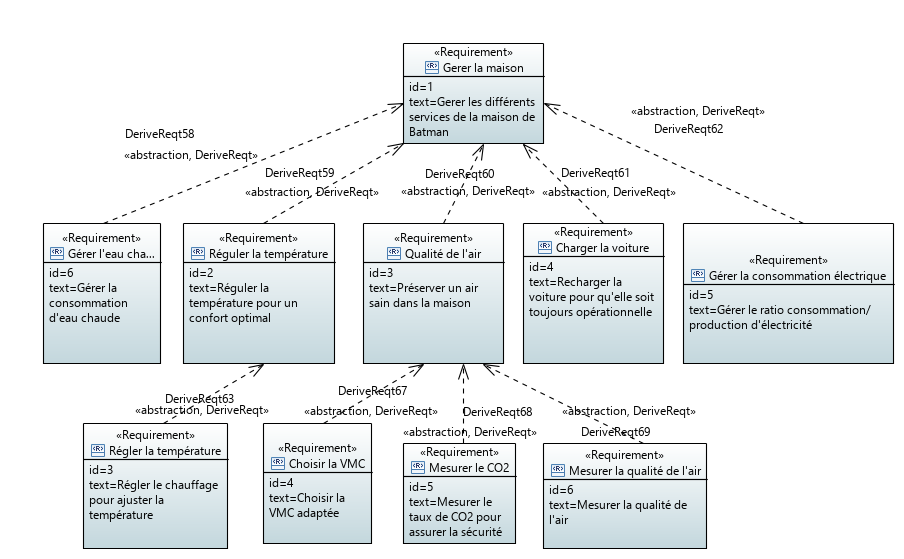 «Requirement»
Gerer la maison
id=1
text=Gerer les différents
services de la maison de
Batman
«abstraction, DeriveReqt»
DeriveReqt62
DeriveReqt58
«abstraction, DeriveReqt»
DeriveReqt59
«abstraction, DeriveReqt»
DeriveReqt60
«abstraction, DeriveReqt»
DeriveReqt61
«abstraction, DeriveReqt»
«Requirement»
Gérer l'eau cha...
id=6
text=Gérer la
consommation
d'eau chaude
«Requirement»
Réguler la température
id=2
text=Réguler la
température pour un
confort optimal
«Requirement»
Qualité de l'air
id=3
text=Préserver un air
sain dans la maison
«Requirement»
Charger la voiture
id=4
text=Recharger la
voiture pour qu'elle soit
toujours opérationnelle
«Requirement»
Gérer la consommation électrique
id=5
text=Gérer le ratio consommation/
production d'électricité
DeriveReqt63
«abstraction, DeriveReqt»
DeriveReqt67
«abstraction, DeriveReqt»
DeriveReqt68
«abstraction, DeriveReqt»
«abstraction, DeriveReqt»
DeriveReqt69
«Requirement»
Régler la température
id=3
text=Régler le chauffage
pour ajuster la
température
«Requirement»
Choisir la VMC
id=4
text=Choisir la
VMC adaptée
«Requirement»
Mesurer le CO2
id=5
text=Mesurer le
taux de CO2 pour
assurer la sécurité
«Requirement»
Mesurer la qualité de l'air
id=6
text=Mesurer la qualité de
l'air